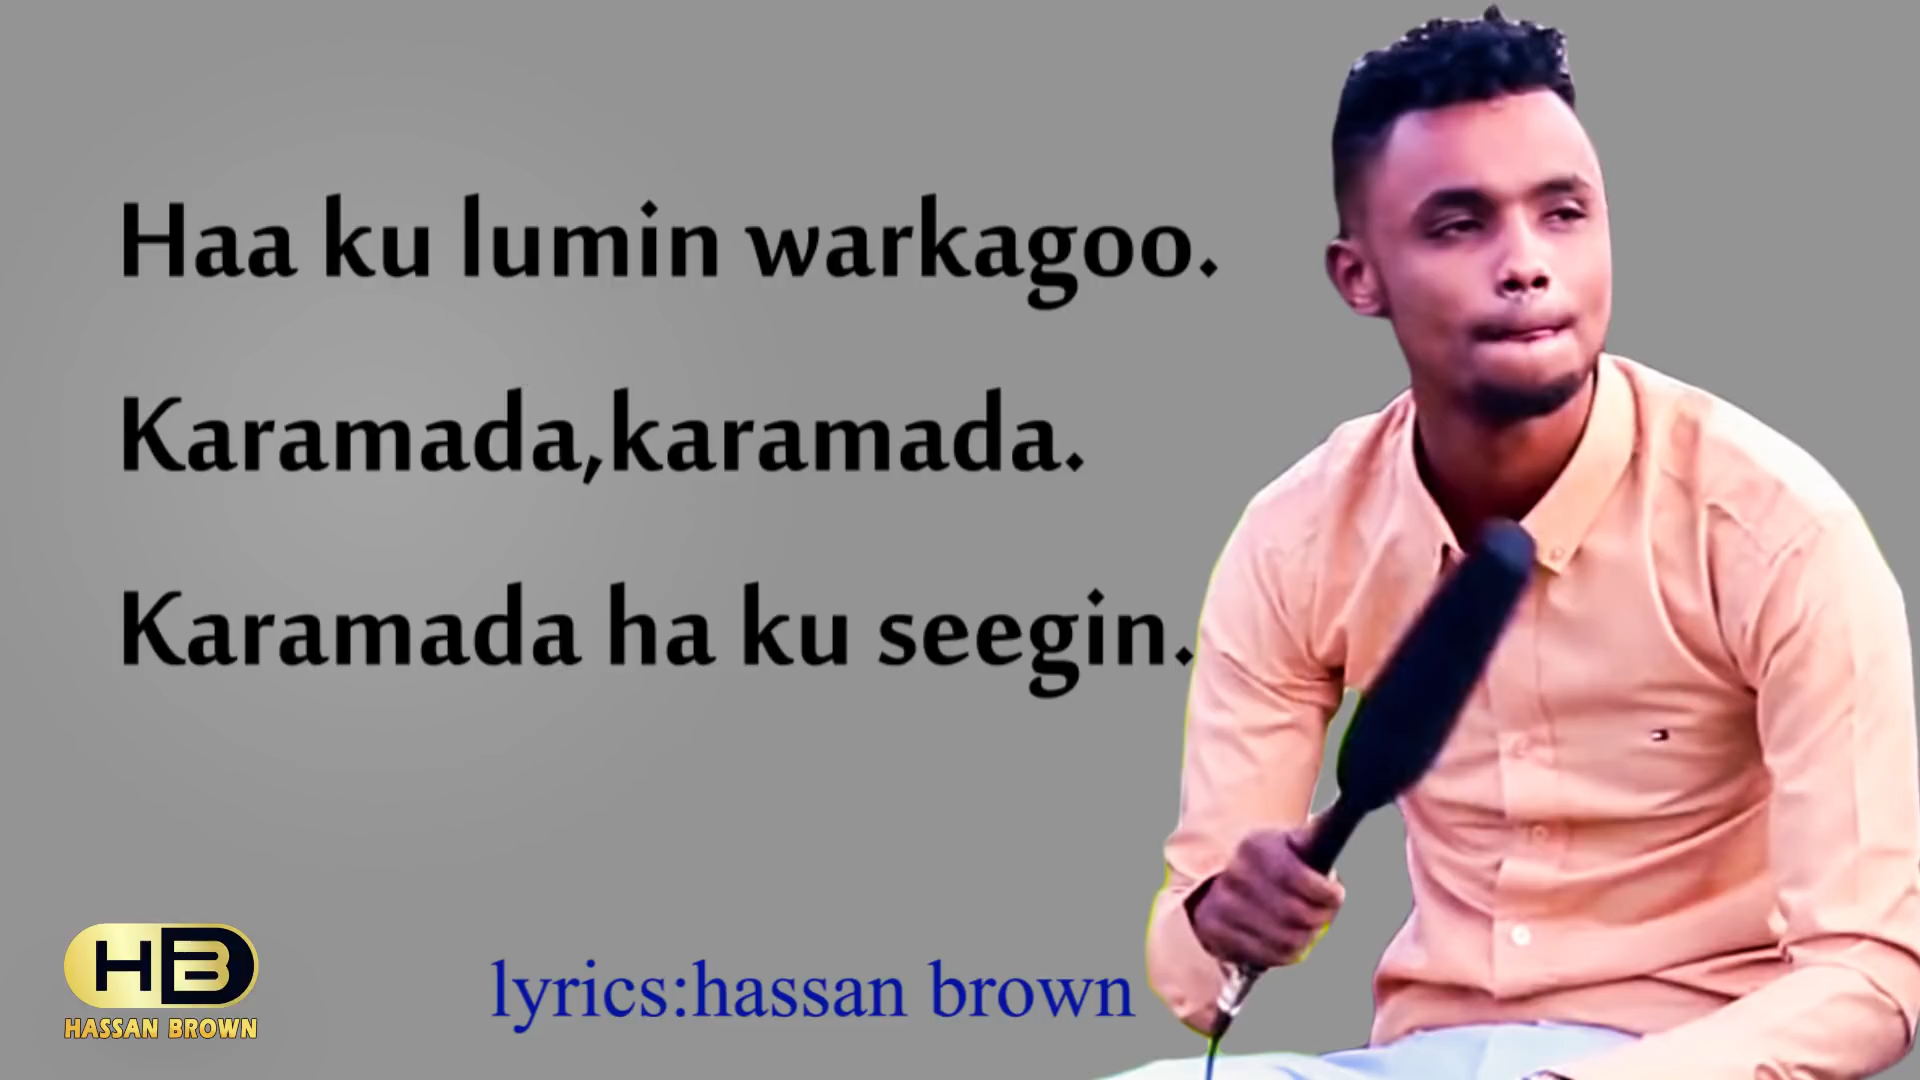 Haa ku lumin warkagoo.
Karamada,karamada.
Karamada ha ku seegin.
HB
HASSAN BROWN
lyrics:hassan brown